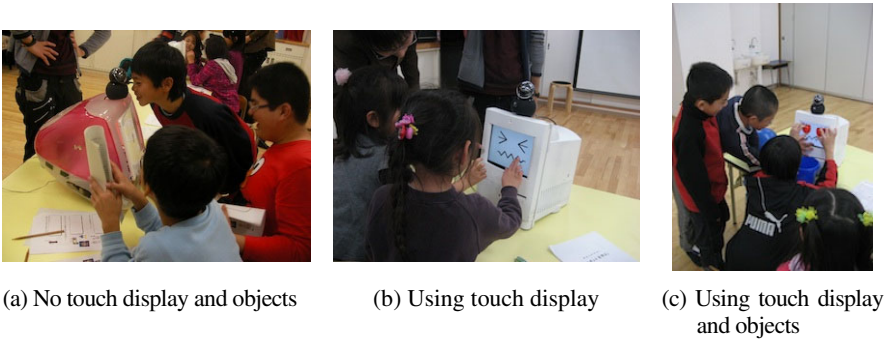 PUMA
(a) No touch display and objects
(b) Using touch display
(c) Using touch display
and objects